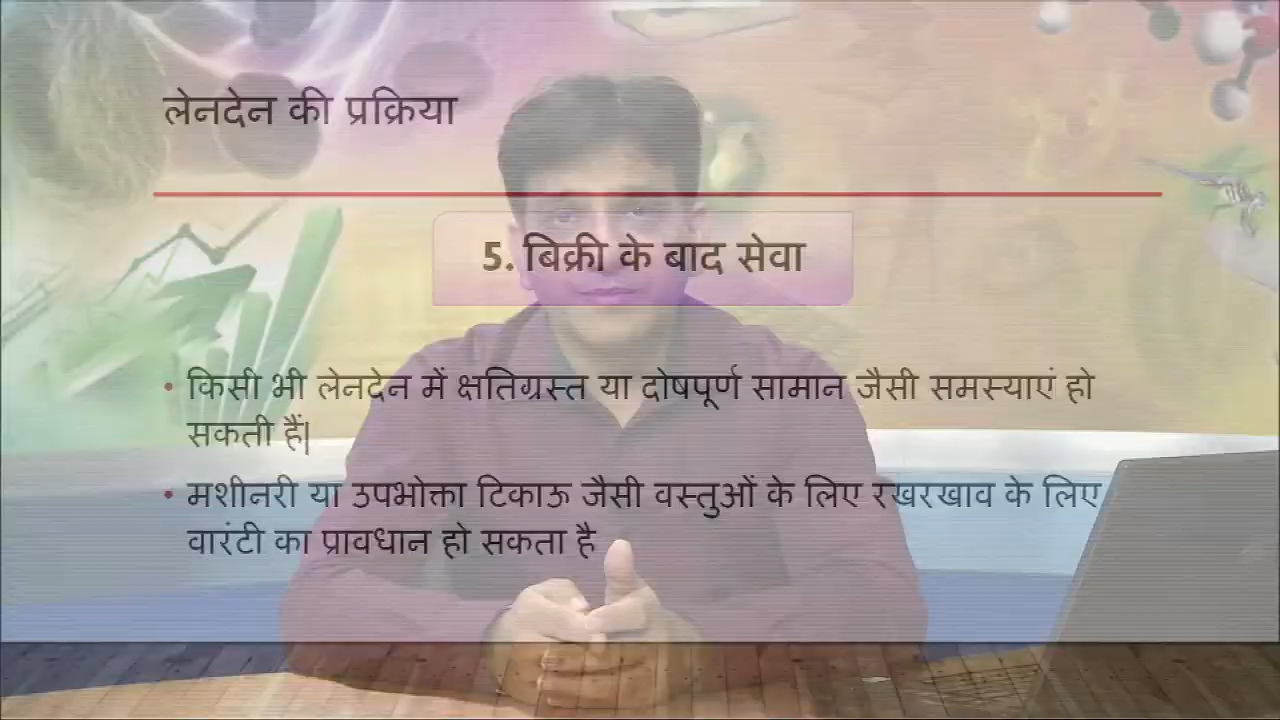 लेनदेन की प्रक्रिया
5. बिक्री के बाद सेवा
• किसी भी लेनदेन में क्षतिग्रस्त या दोषपूर्ण सामान जैसी समस्याएं हो
सकती हैं|
• मशीनरी या उपभोक्ता टिकाऊ जैसी वस्तुओं के लिए रखरखाव के लिए
वारंटी का प्रावधान हो सकता है